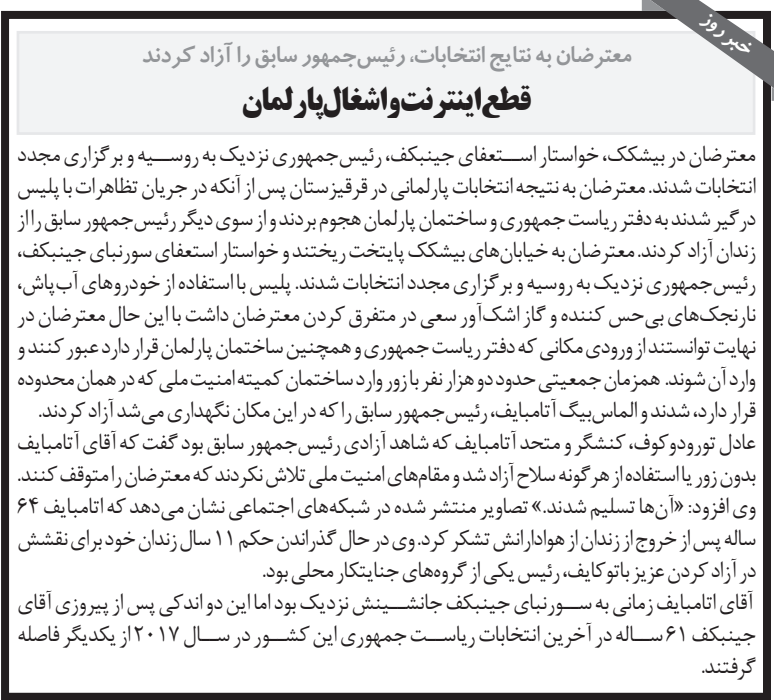 خبر روز
معترضان به نتایج انتخابات، رئیس‌جمهور سابق را آزاد کردند
قطع اینترنت و اشغال پارلمان
معترضان در بیشکک، خواستار استعفای جینبکف، رئیس‌جمهوری نزدیک به روسیه و برگزاری مجدد
انتخابات شدند. معترضان به نتیجه انتخابات پارلمانی در قرقیزستان پس از آنکه در جریان تظاهرات با پلیس
درگیر شدند به دفتر ریاست جمهوری و ساختمان پارلمان هجوم بردند و از سوی دیگر رئیس‌جمهور سابق را از
زندان آزاد کردند. معترضان به خیابان‌های بیشکک پایتخت ریختند و خواستار استعفای سورنبای جینبکف،
رئیس‌جمهوری نزدیک به روسیه و برگزاری مجدد انتخابات شدند. پلیس با استفاده از خودروهای آب‌پاش،
نارنجک‌های بی‌حس کننده و گاز اشک‌آور سعی در متفرق کردن معترضان داشت با این حال معترضان در
نهایت توانستند از ورودی مکانی که دفتر ریاست جمهوری و همچنین ساختمان پارلمان قرار دارد عبور کنند و
وارد آن شوند. همزمان جمعیتی حدود دو هزار نفر با زور وارد ساختمان کمیته امنیت ملی که در همان محدوده
قرار دارد، شدند و الماس‌بیگ آتامبایف، رئیس‌جمهور سابق را که در این مکان نگهداری می‌شد آزاد کردند.
عادل تورودوکوف، کنشگر و متحد آتامبایف که شاهد آزادی رئیس‌جمهور سابق بود گفت که آقای آتامبایف
بدون زور یا استفاده از هر گونه سلاح آزاد شد و مقام‌های امنیت ملی تلاش نکردند که معترضان را متوقف کنند.
وی افزود: «آن‌ها تسلیم شدند.» تصاویر منتشر شده در شبکه‌های اجتماعی نشان می‌دهد که اتامبایف ۶۴
ساله پس از خروج از زندان از هوادارانش تشکر کرد. وی در حال گذراندن حکم ۱۱ سال زندان خود برای نقشش
در آزاد کردن عزیز باتوکایف، رئیس یکی از گروه‌های جنایتکار محلی بود.
آقای اتامبایف زمانی به سورنبای جینبکف جانشینش نزدیک بود اما این دو اندکی پس از پیروزی آقای
جینبکف ۶۱ ساله در آخرین انتخابات ریاست جمهوری این کشور در سال ۲۰۱۷ از یکدیگر فاصله
گرفتند.